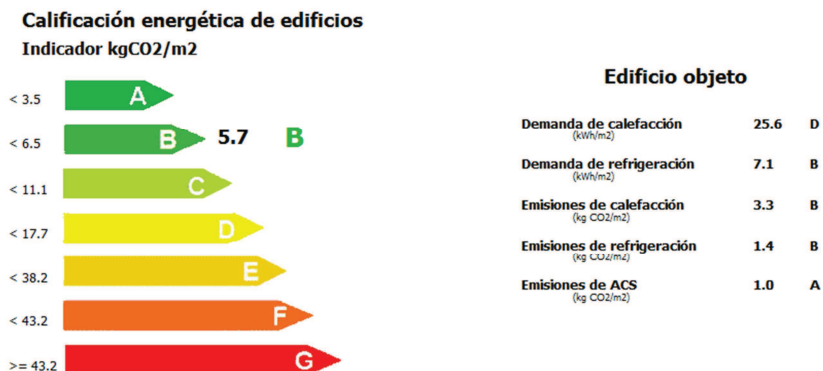 Calificación energética de edificios
Indicador kgCO2/m2
< 3.5 A
< 6.5 B 5.7 B
< 11.1 C
< 17.7 D
< 38.2 E
< 43.2 F
>= 43.2 G
Edificio objeto
Demanda de calefacción 25.6 D
(kWh/m2)
Demanda de refrigeración 7.1 B
(kWh/m2)
Emisiones de calefacción 3.3 B
(kg CO2/m2)
Emisiones de refrigeración 1.4 B
(kg CO2/m2)
Emisiones de ACS 1.0 A
(kg CO2/m2)